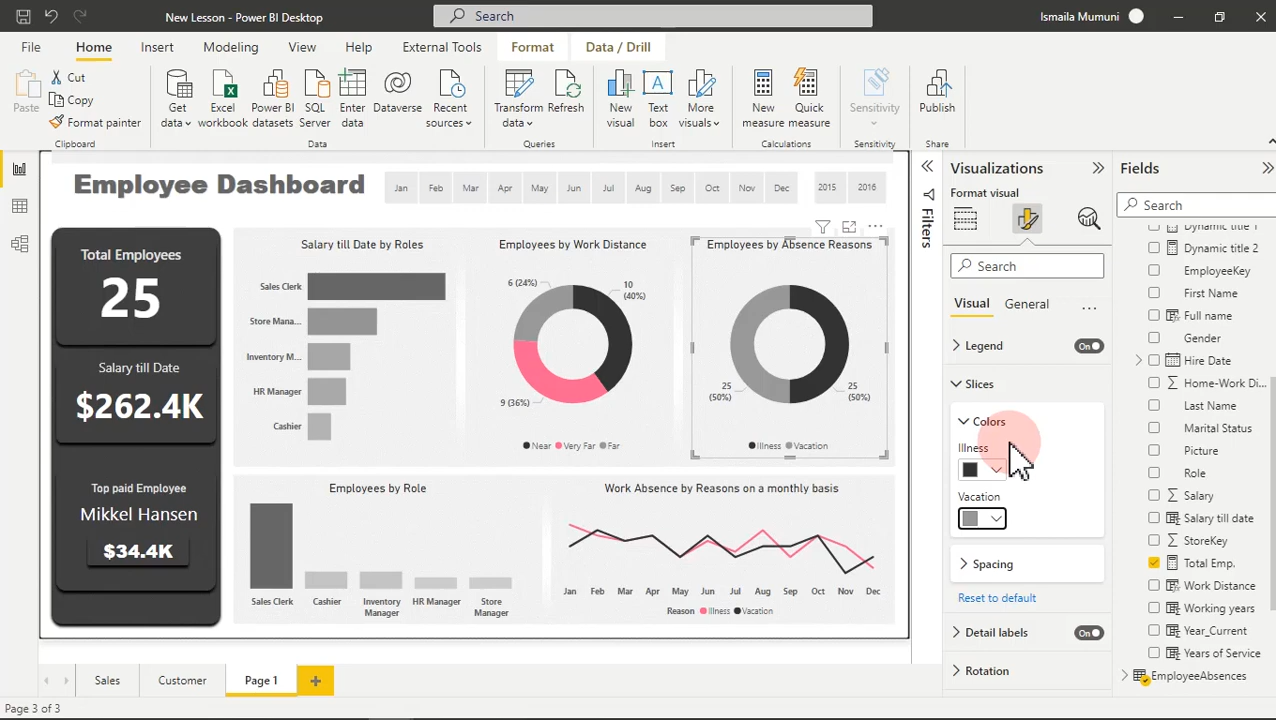 New Lesson - Power BI Desktop
Search
Ismaila Mumuni
File
Home
Insert
Modeling
View
Help
External Tools
Format
Data / Drill
Paste
Cut
Copy
Format painter
Get data
Excel workbook
Power BI datasets
SQL Server
Enter data
Dataverse
Recent sources
Transform data
Refresh
New visual
Text box
More visuals
New measure
Quick measure
Sensitivity
Publish
Clipboard
Data
Queries
Insert
Calculations
Sensitivity
Share
Employee Dashboard
Jan
Feb
Mar
Apr
May
Jun
Jul
Aug
Sep
Oct
Nov
Dec
2015
2016
Total Employees
25
Salary till Date
$262.4K
Top paid Employee
Mikkel Hansen
$34.4K
Salary till Date by Roles
Sales Clerk
Store Mana...
Inventory M...
HR Manager
Cashier
Employees by Work Distance
6 (24%)
10
(40%)
9 (36%)
Near
Very Far
Far
Employees by Absence Reasons
25
(50%)
25
(50%)
Illness
Vacation
Employees by Role
Sales Clerk
Cashier
Inventory
Manager
HR Manager
Store
Manager
Work Absence by Reasons on a monthly basis
Jan
Feb
Mar
Apr
May
Jun
Jul
Aug
Sep
Oct
Nov
Dec
Reason
Illness
Vacation
Filters
Visualizations
Format visual
Search
Visual
General
...
Legend
On
Slices
Colors
Illness
Vacation
Spacing
Reset to default
Detail labels
On
Rotation
Fields
Search
Dynamic title 1
Dynamic title 2
EmployeeKey
First Name
Full name
Gender
Hire Date
Home-Work Di...
Last Name
Marital Status
Picture
Role
Salary
Salary till date
StoreKey
Total Emp.
Work Distance
Working years
Year_Current
Years of Service
EmployeeAbsences
Sales
Customer
Page 1
Page 3 of 3